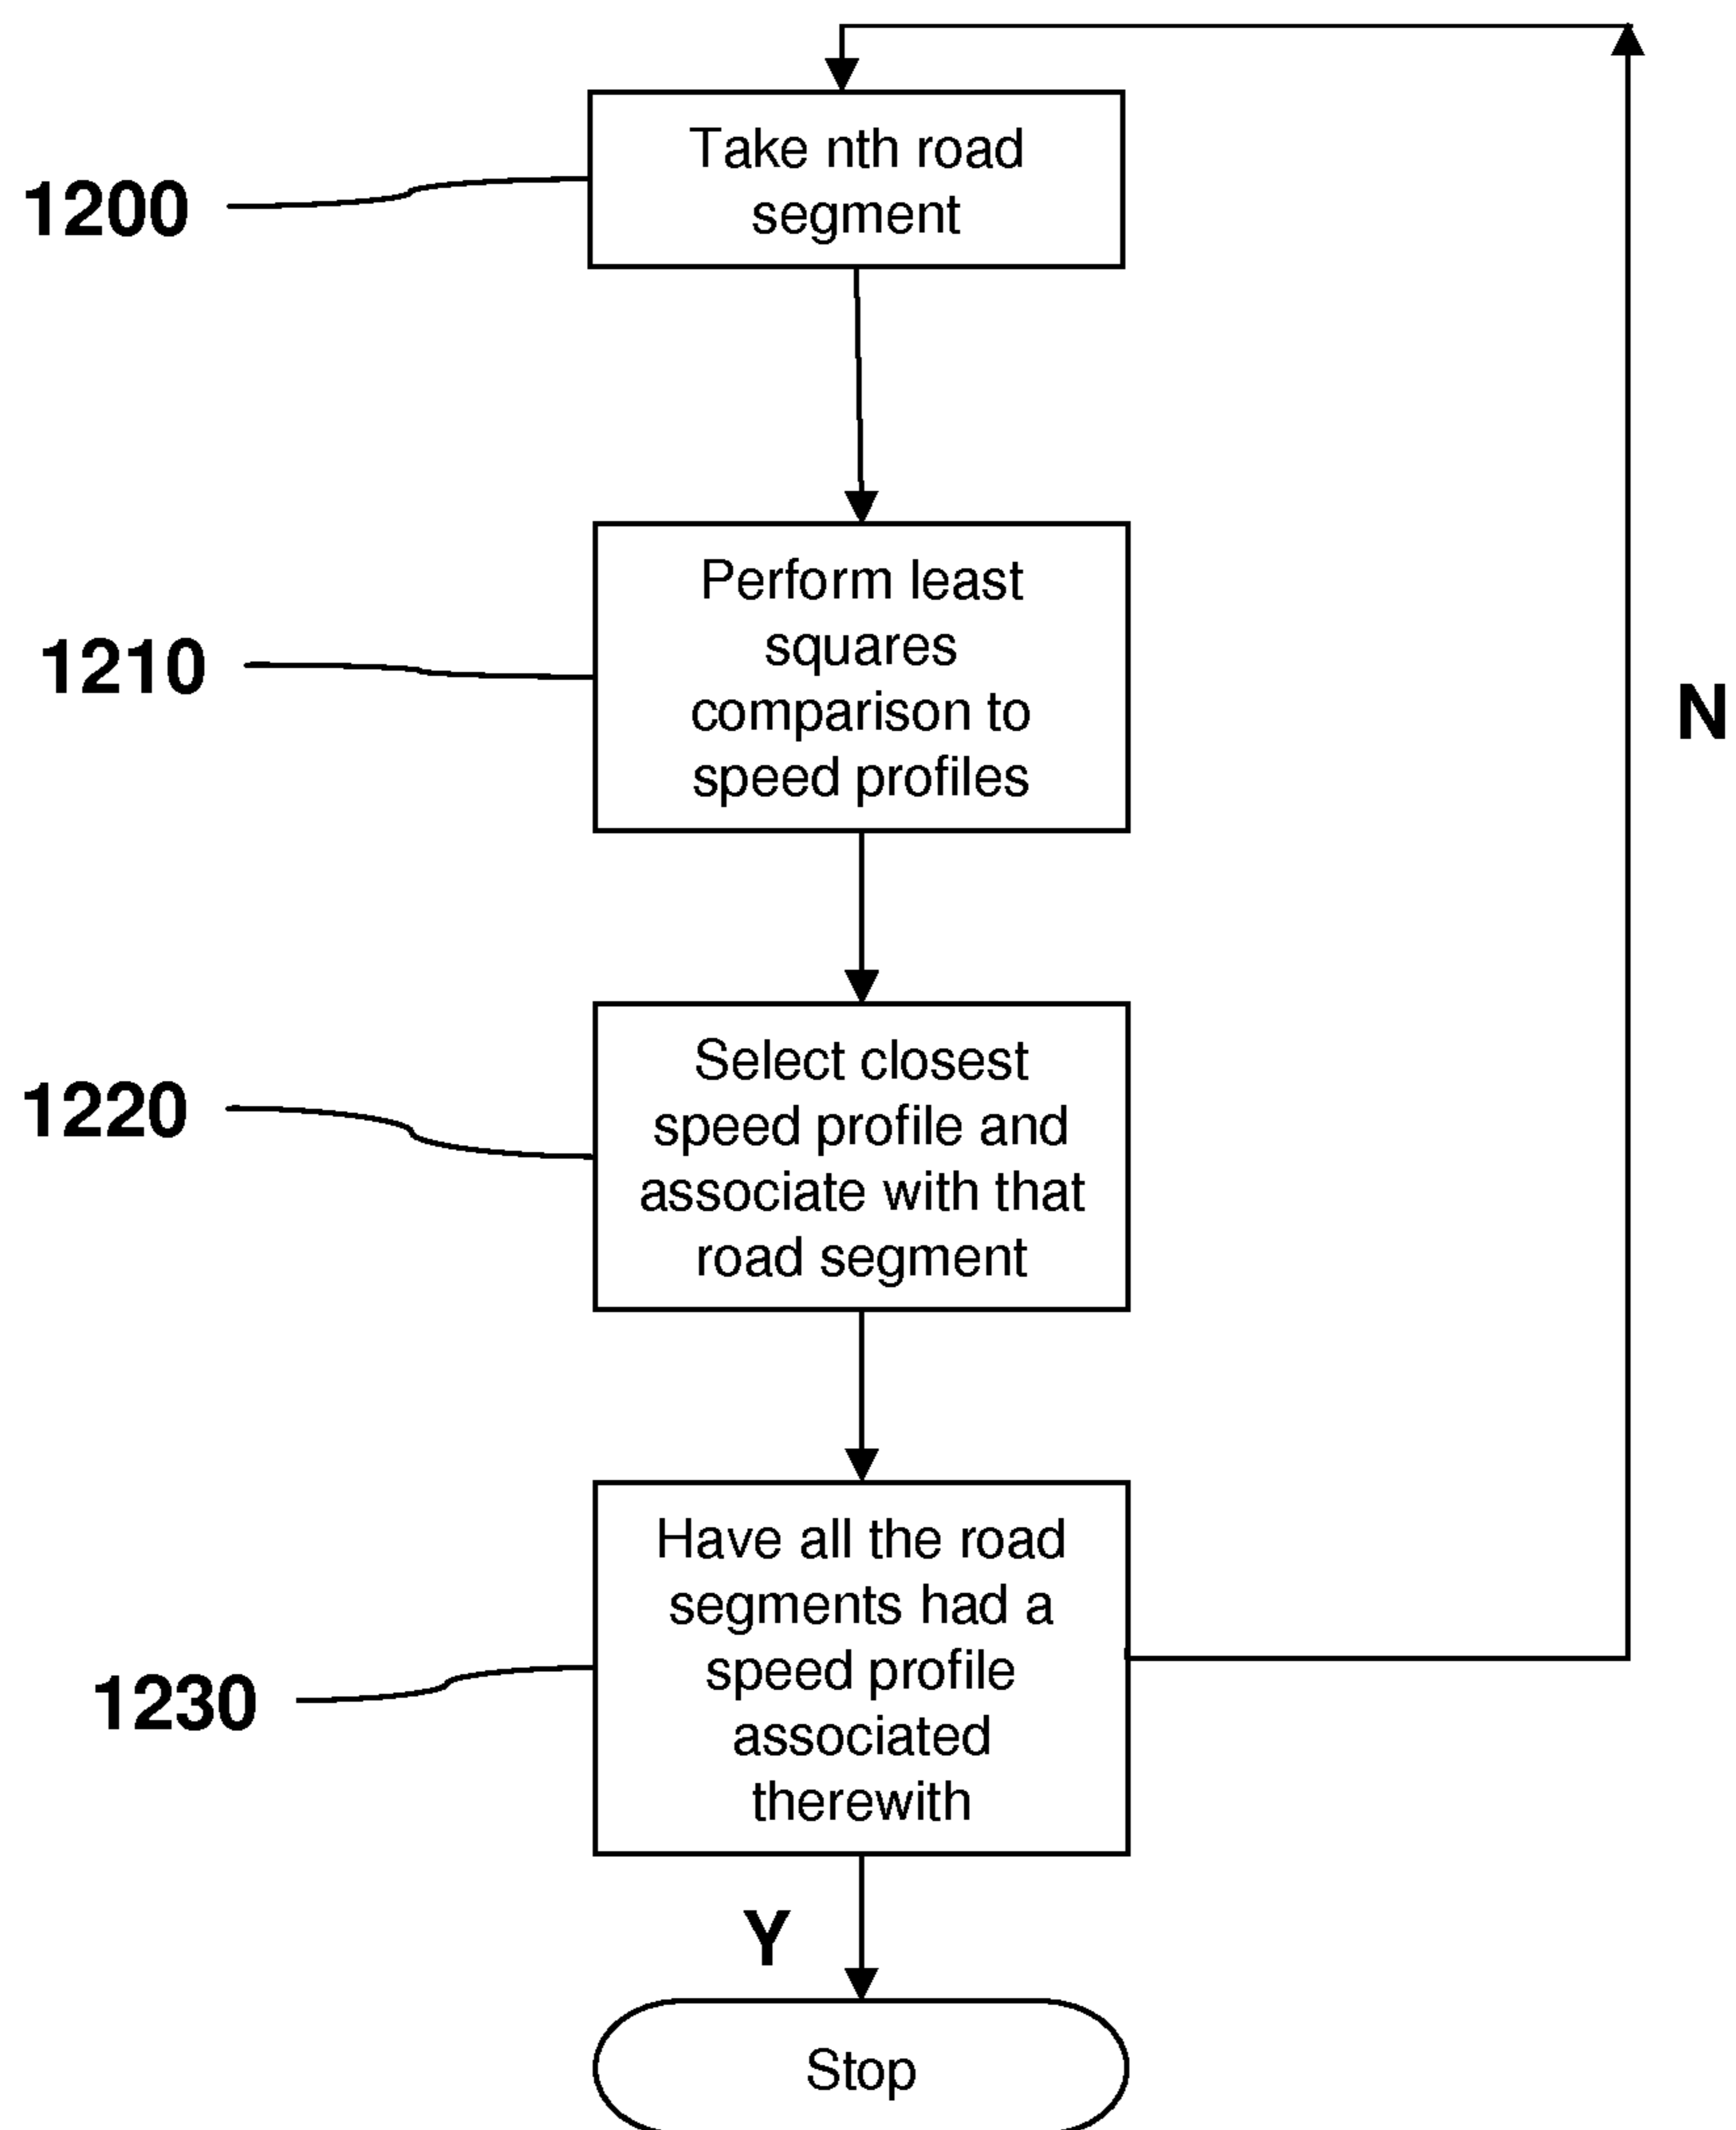 1200
Take nth road
segment
1210
Perform least
squares
comparison to
speed profiles
N
1220
Select closest
speed profile and
associate with that
road segment
1230
Have all the road
segments had a
speed profile
associated
therewith
Y
Stop